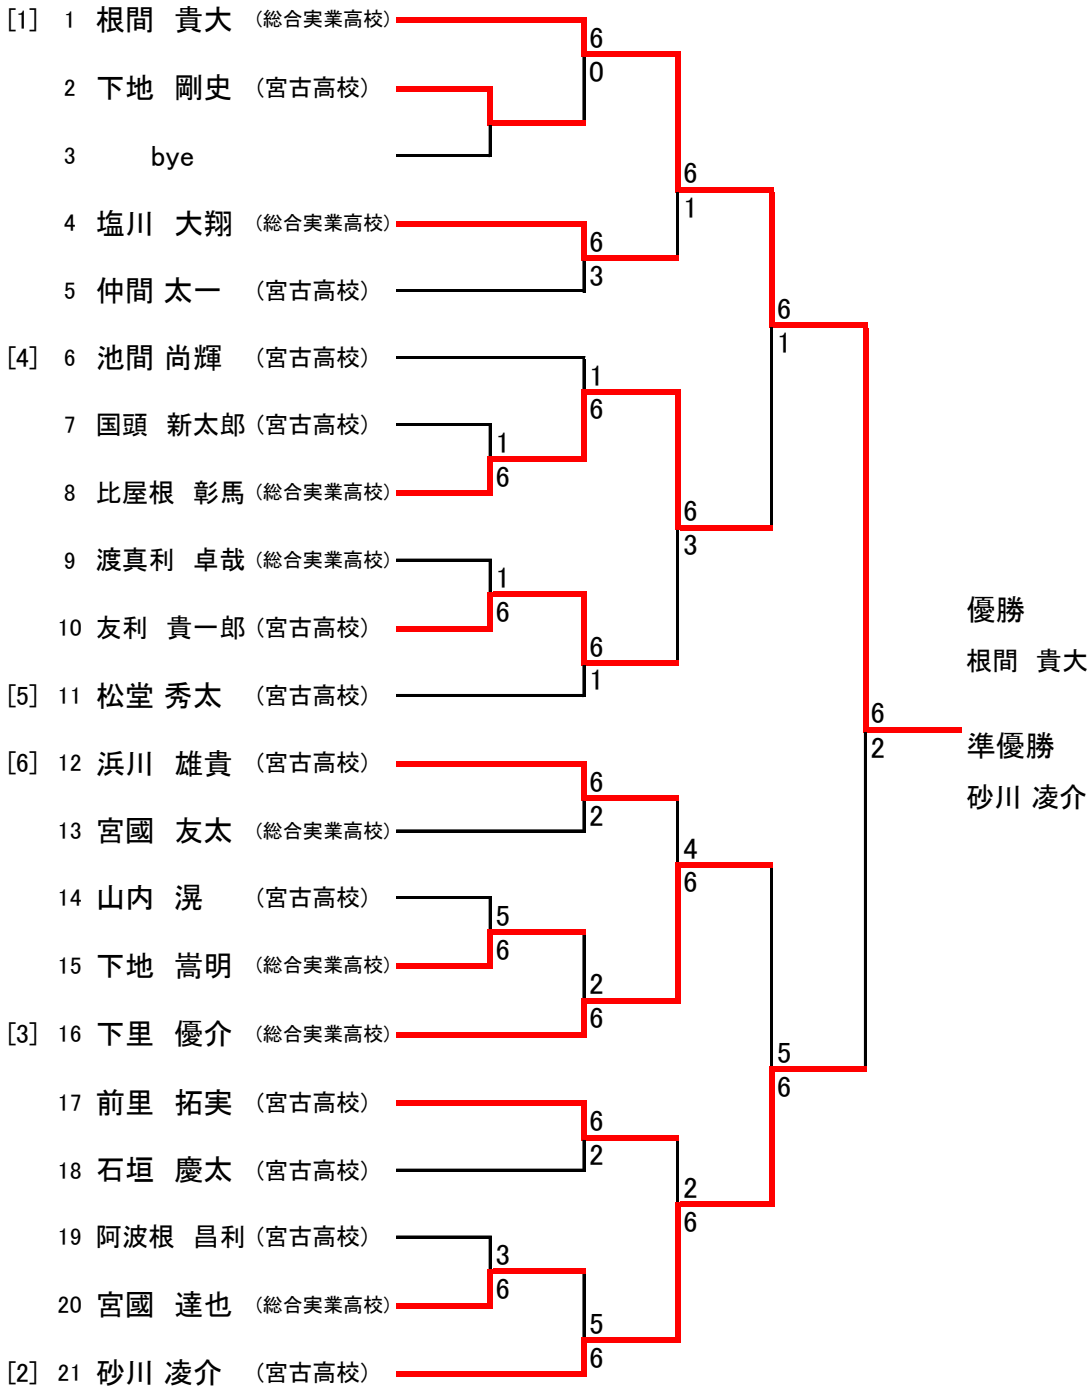 [1] 1 根間 貴大 (総合実業高校)
6
0
2 下地 剛史 (宮古高校)
3 bye
6
1
4 塩川 大翔 (総合実業高校)
6
3
5 仲間 太一 (宮古高校)
6
1
[4] 6 池間 尚輝 (宮古高校)
1
6
7 国頭 新太郎 (宮古高校)
1
6
8 比屋根 彰馬 (総合実業高校)
6
3
9 渡真利 卓哉 (総合実業高校)
1
6
10 友利 貴一郎 (宮古高校)
6
1
[5] 11 松堂 秀太 (宮古高校)
優勝
根間 貴大
6
2
準優勝
砂川 凌介
[6] 12 浜川 雄貴 (宮古高校)
6
2
13 宮國 友太 (総合実業高校)
4
6
14 山内 滉 (宮古高校)
5
6
15 下地 嵩明 (総合実業高校)
2
6
[3] 16 下里 優介 (総合実業高校)
5
6
17 前里 拓実 (宮古高校)
6
2
18 石垣 慶太 (宮古高校)
2
6
19 阿波根 昌利 (宮古高校)
3
6
20 宮國 達也 (総合実業高校)
5
6
[2] 21 砂川 凌介 (宮古高校)